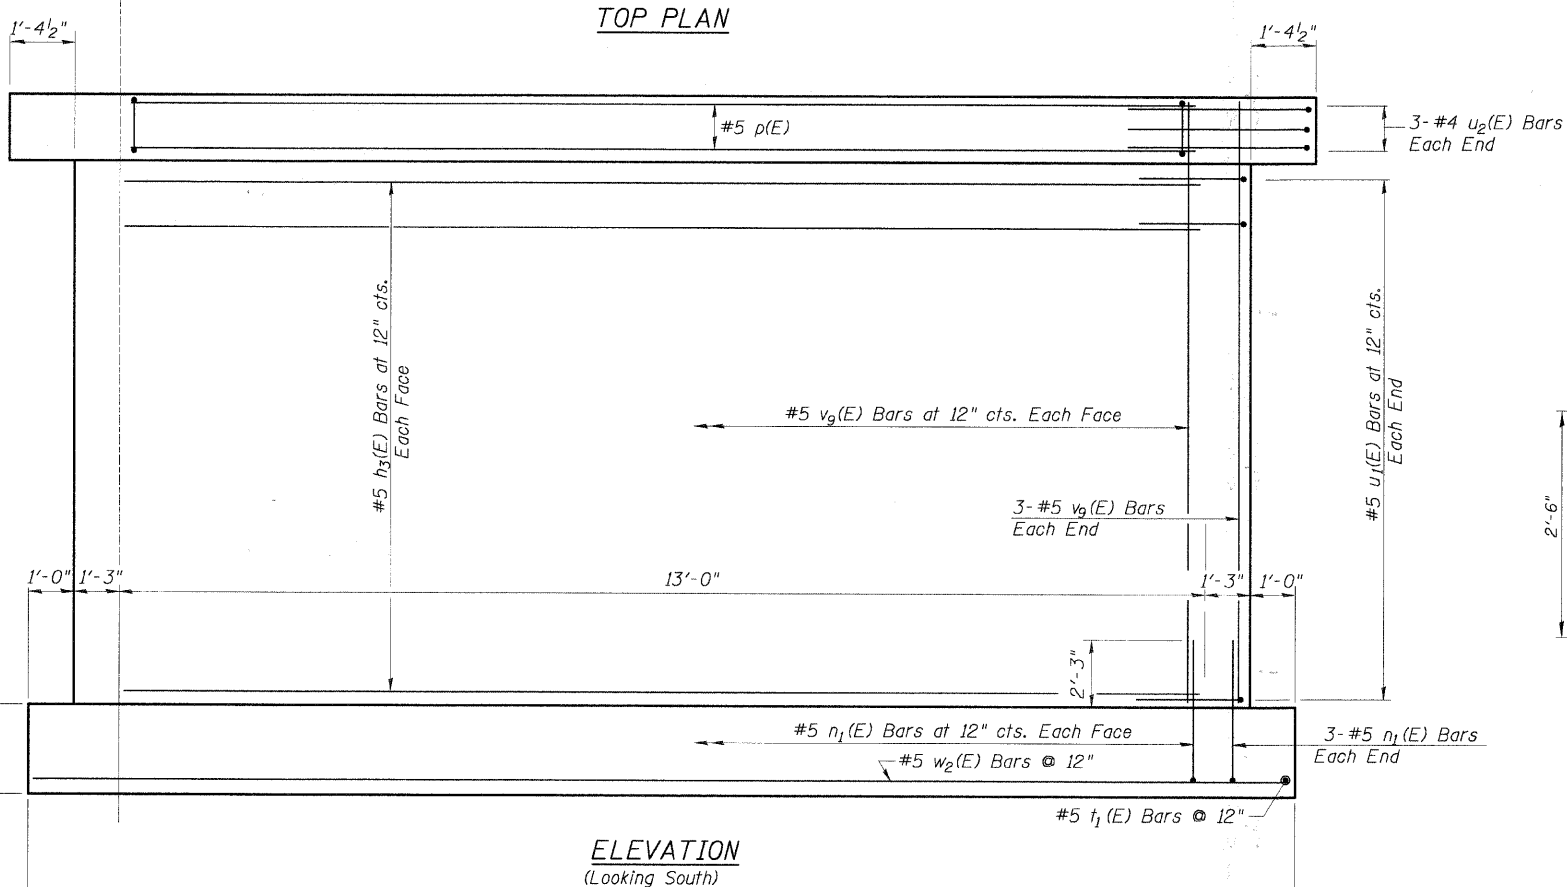 TOP PLAN
1'-4½"
1'-4½"
#5 p(E)
3-#4 u₂(E) Bars
Each End
#5 h₃(E) Bars at 12" cts.
Each Face
#5 v₉(E) Bars at 12" cts. Each Face
#5 u₁(E) Bars at 12" cts.
Each End
3-#5 v₉(E) Bars
Each End
2'-6"
1'-0"
1'-3"
13'-0"
1'-3"
1'-0"
2'-3"
#5 n₁(E) Bars at 12" cts. Each Face
3-#5 n₁(E) Bars
Each End
#5 w₂(E) Bars @ 12"
#5 t₁(E) Bars @ 12"
ELEVATION
(Looking South)